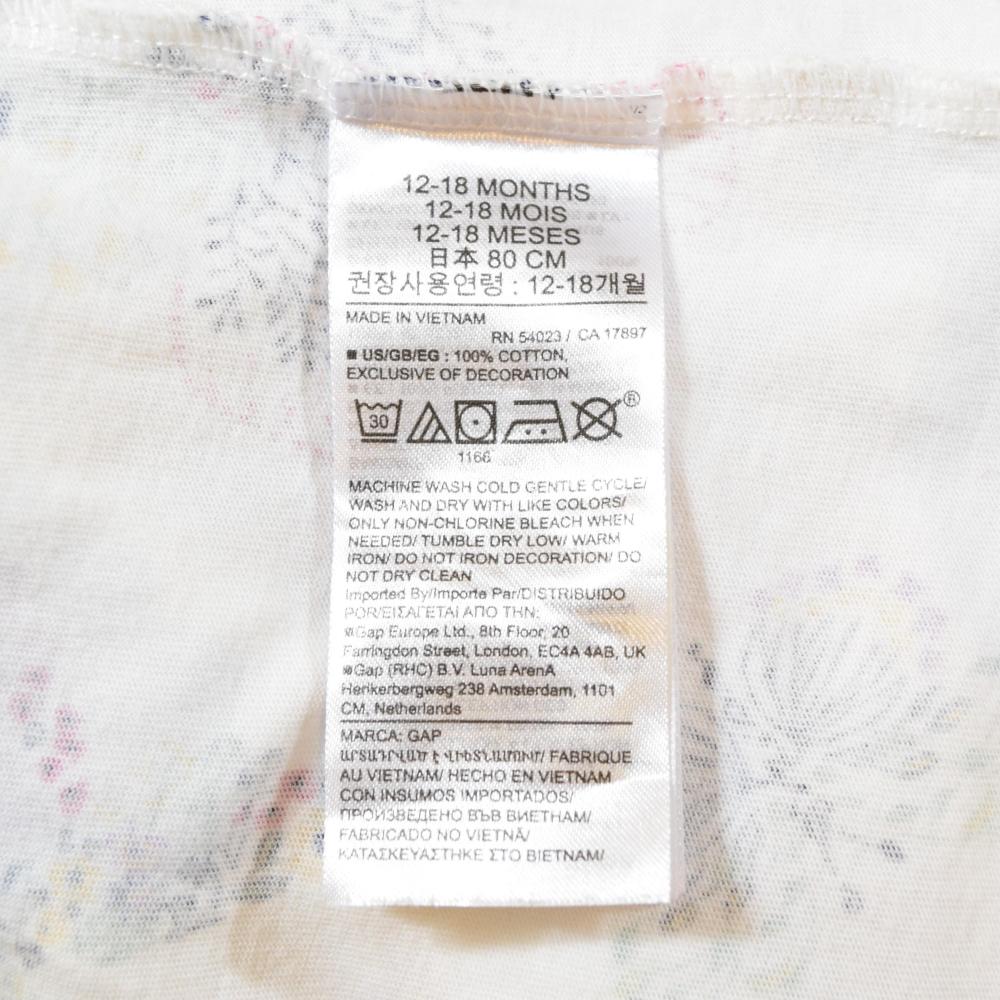 12-18 MONTHS
12-18 MOIS
12-18 MESES
日本 80 CM
권장사용연령 : 12-18개월
MADE IN VIETNAM
RN 54023 / CA 17897
US/GB/EG : 100% COTTON,
EXCLUSIVE OF DECORATION
30
®
1166
MACHINE WASH COLD GENTLE CYCLE/
WASH AND DRY WITH LIKE COLORS/
ONLY NON-CHLORINE BLEACH WHEN
NEEDED/ TUMBLE DRY LOW/ WARM
IRON/ DO NOT IRON DECORATION/ DO
NOT DRY CLEAN
Imported By/Importe Par/DISTRIBUIDO
POR/ΕΙΣΑΓΕΤΑΙ ΑΠΟ ΤΗΝ:
Gap Europe Ltd., 8th Floor, 20
Farringdon Street, London, EC4A 4AB, UK
Gap (RHC) B.V. Luna ArenA
Herikerbergweg 238 Amsterdam, 1101
CM, Netherlands
MARCA: GAP
ԱՐՏԱԴՐՎԱԾ Է ՎԻԵՏՆԱՄՈՒՄ/ FABRIQUE
AU VIETNAM/ HECHO EN VIETNAM
CON INSUMOS IMPORTADOS/
ПРОИЗВЕДЕНО ВЪВ ВИЕТНАМ/
FABRICADO NO VIETNÃ/
ΚΑΤΑΣΚΕΥΑΣΤΗΚΕ ΣΤΟ ΒΙΕΤΝΑΜ/